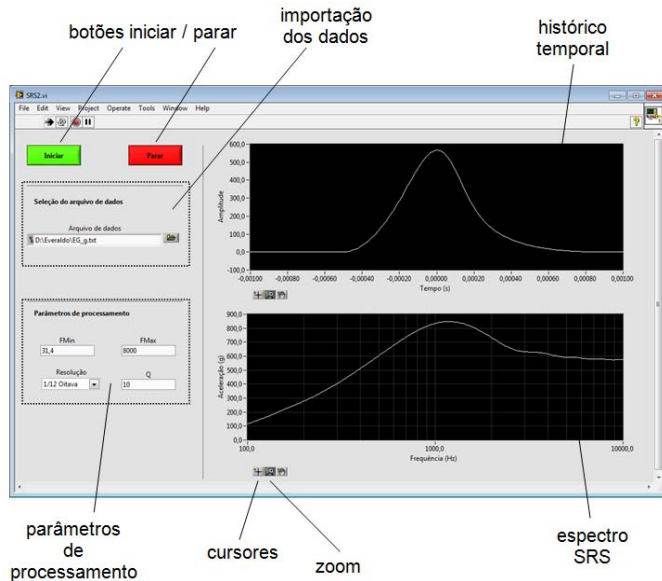 botões iniciar / parar
importação
dos dados
histórico
temporal
SRS2.vi
File Edit View Project Operate Tools Window Help
Iniciar
Parar
Seleção do arquivo de dados
Arquivo de dados
D:\Everaldo\EG_g.txt
Parâmetros de processamento
FMin
FMax
31,4
8000
Resolução
Q
1/12 Oitava
10
Amplitude
600,0
500,0
400,0
300,0
200,0
100,0
0,0
-100,0
-0,00100 -0,00080 -0,00060 -0,00040 -0,00020 0,00000 0,00020 0,00040 0,00060 0,00080 0,00100
Tempo (s)
Aceleração (g)
900,0
800,0
700,0
600,0
500,0
400,0
300,0
200,0
100,0
0,0
100,0 1000,0 10000,0
Frequência (Hz)
parâmetros
de
processamento
cursores
zoom
espectro
SRS